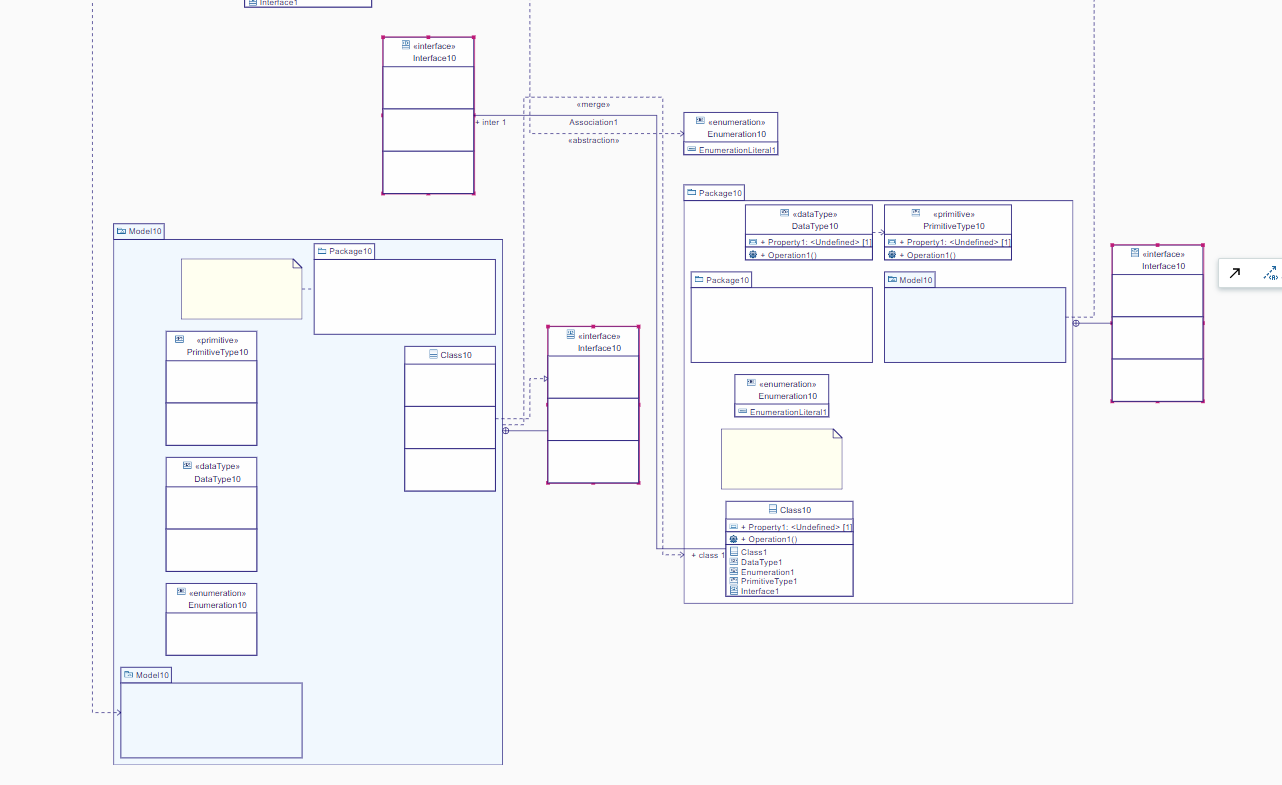 Interface1
«interface»
Interface10
«merge»
+ inter 1
Association1
«abstraction»
«enumeration»
Enumeration10
EnumerationLiteral1
Package10
«dataType»
DataType10
+ Property1: <Undefined> [1]
+ Operation1()
«primitive»
PrimitiveType10
+ Property1: <Undefined> [1]
+ Operation1()
Model10
Package10
«interface»
Interface10
Package10
Model10
«primitive»
PrimitiveType10
Class10
«interface»
Interface10
«enumeration»
Enumeration10
EnumerationLiteral1
«dataType»
DataType10
Class10
+ Property1: <Undefined> [1]
+ Operation1()
+ class 1
Class1
DataType1
Enumeration1
PrimitiveType1
Interface1
«enumeration»
Enumeration10
Model10